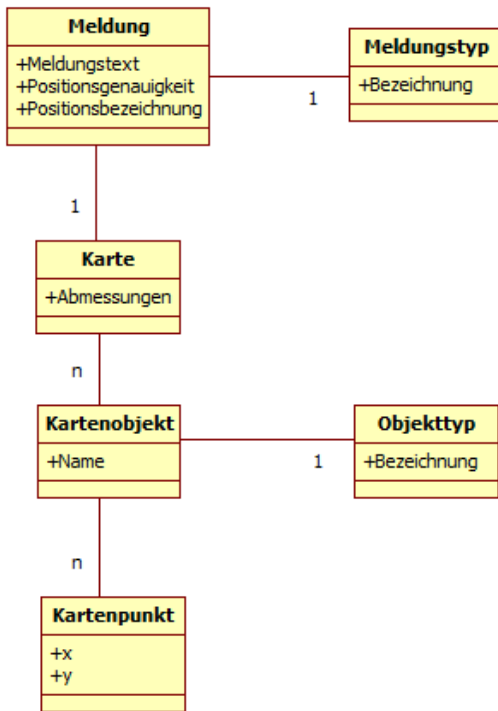 Meldung
+Meldungstext
+Positionsgenauigkeit
+Positionsbezeichnung
Meldungstyp
+Bezeichnung
1
1
Karte
+Abmessungen
n
Kartenobjekt
+Name
Objekttyp
+Bezeichnung
1
n
Kartenpunkt
+x
+y